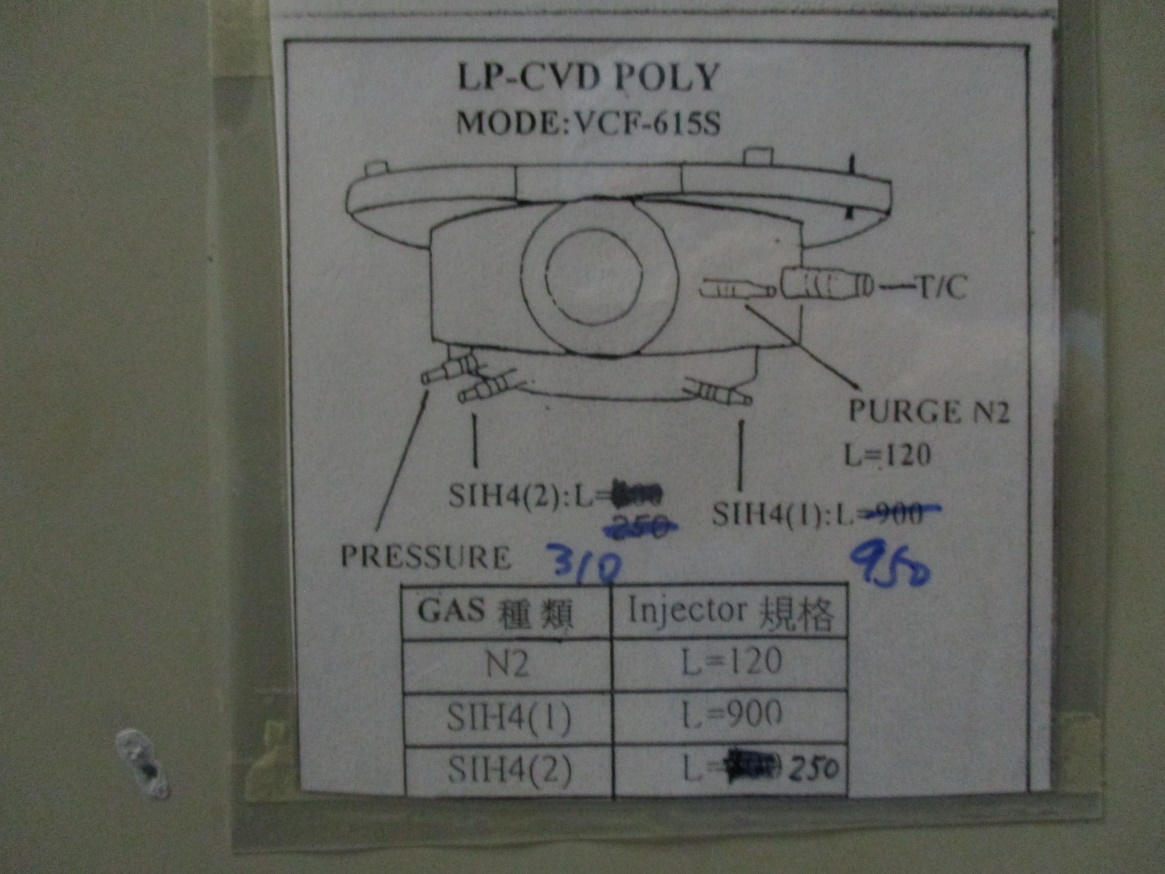 LP-CVD POLY
MODE:VCF-615S
T/C
PURGE N2
L=120
SIH4(2):L=
250
SIH4(1):L=900
PRESSURE
310
950
GAS 種類 Injector 規格
N2 L=120
SIH4(1) L=900
SIH4(2) L= 250